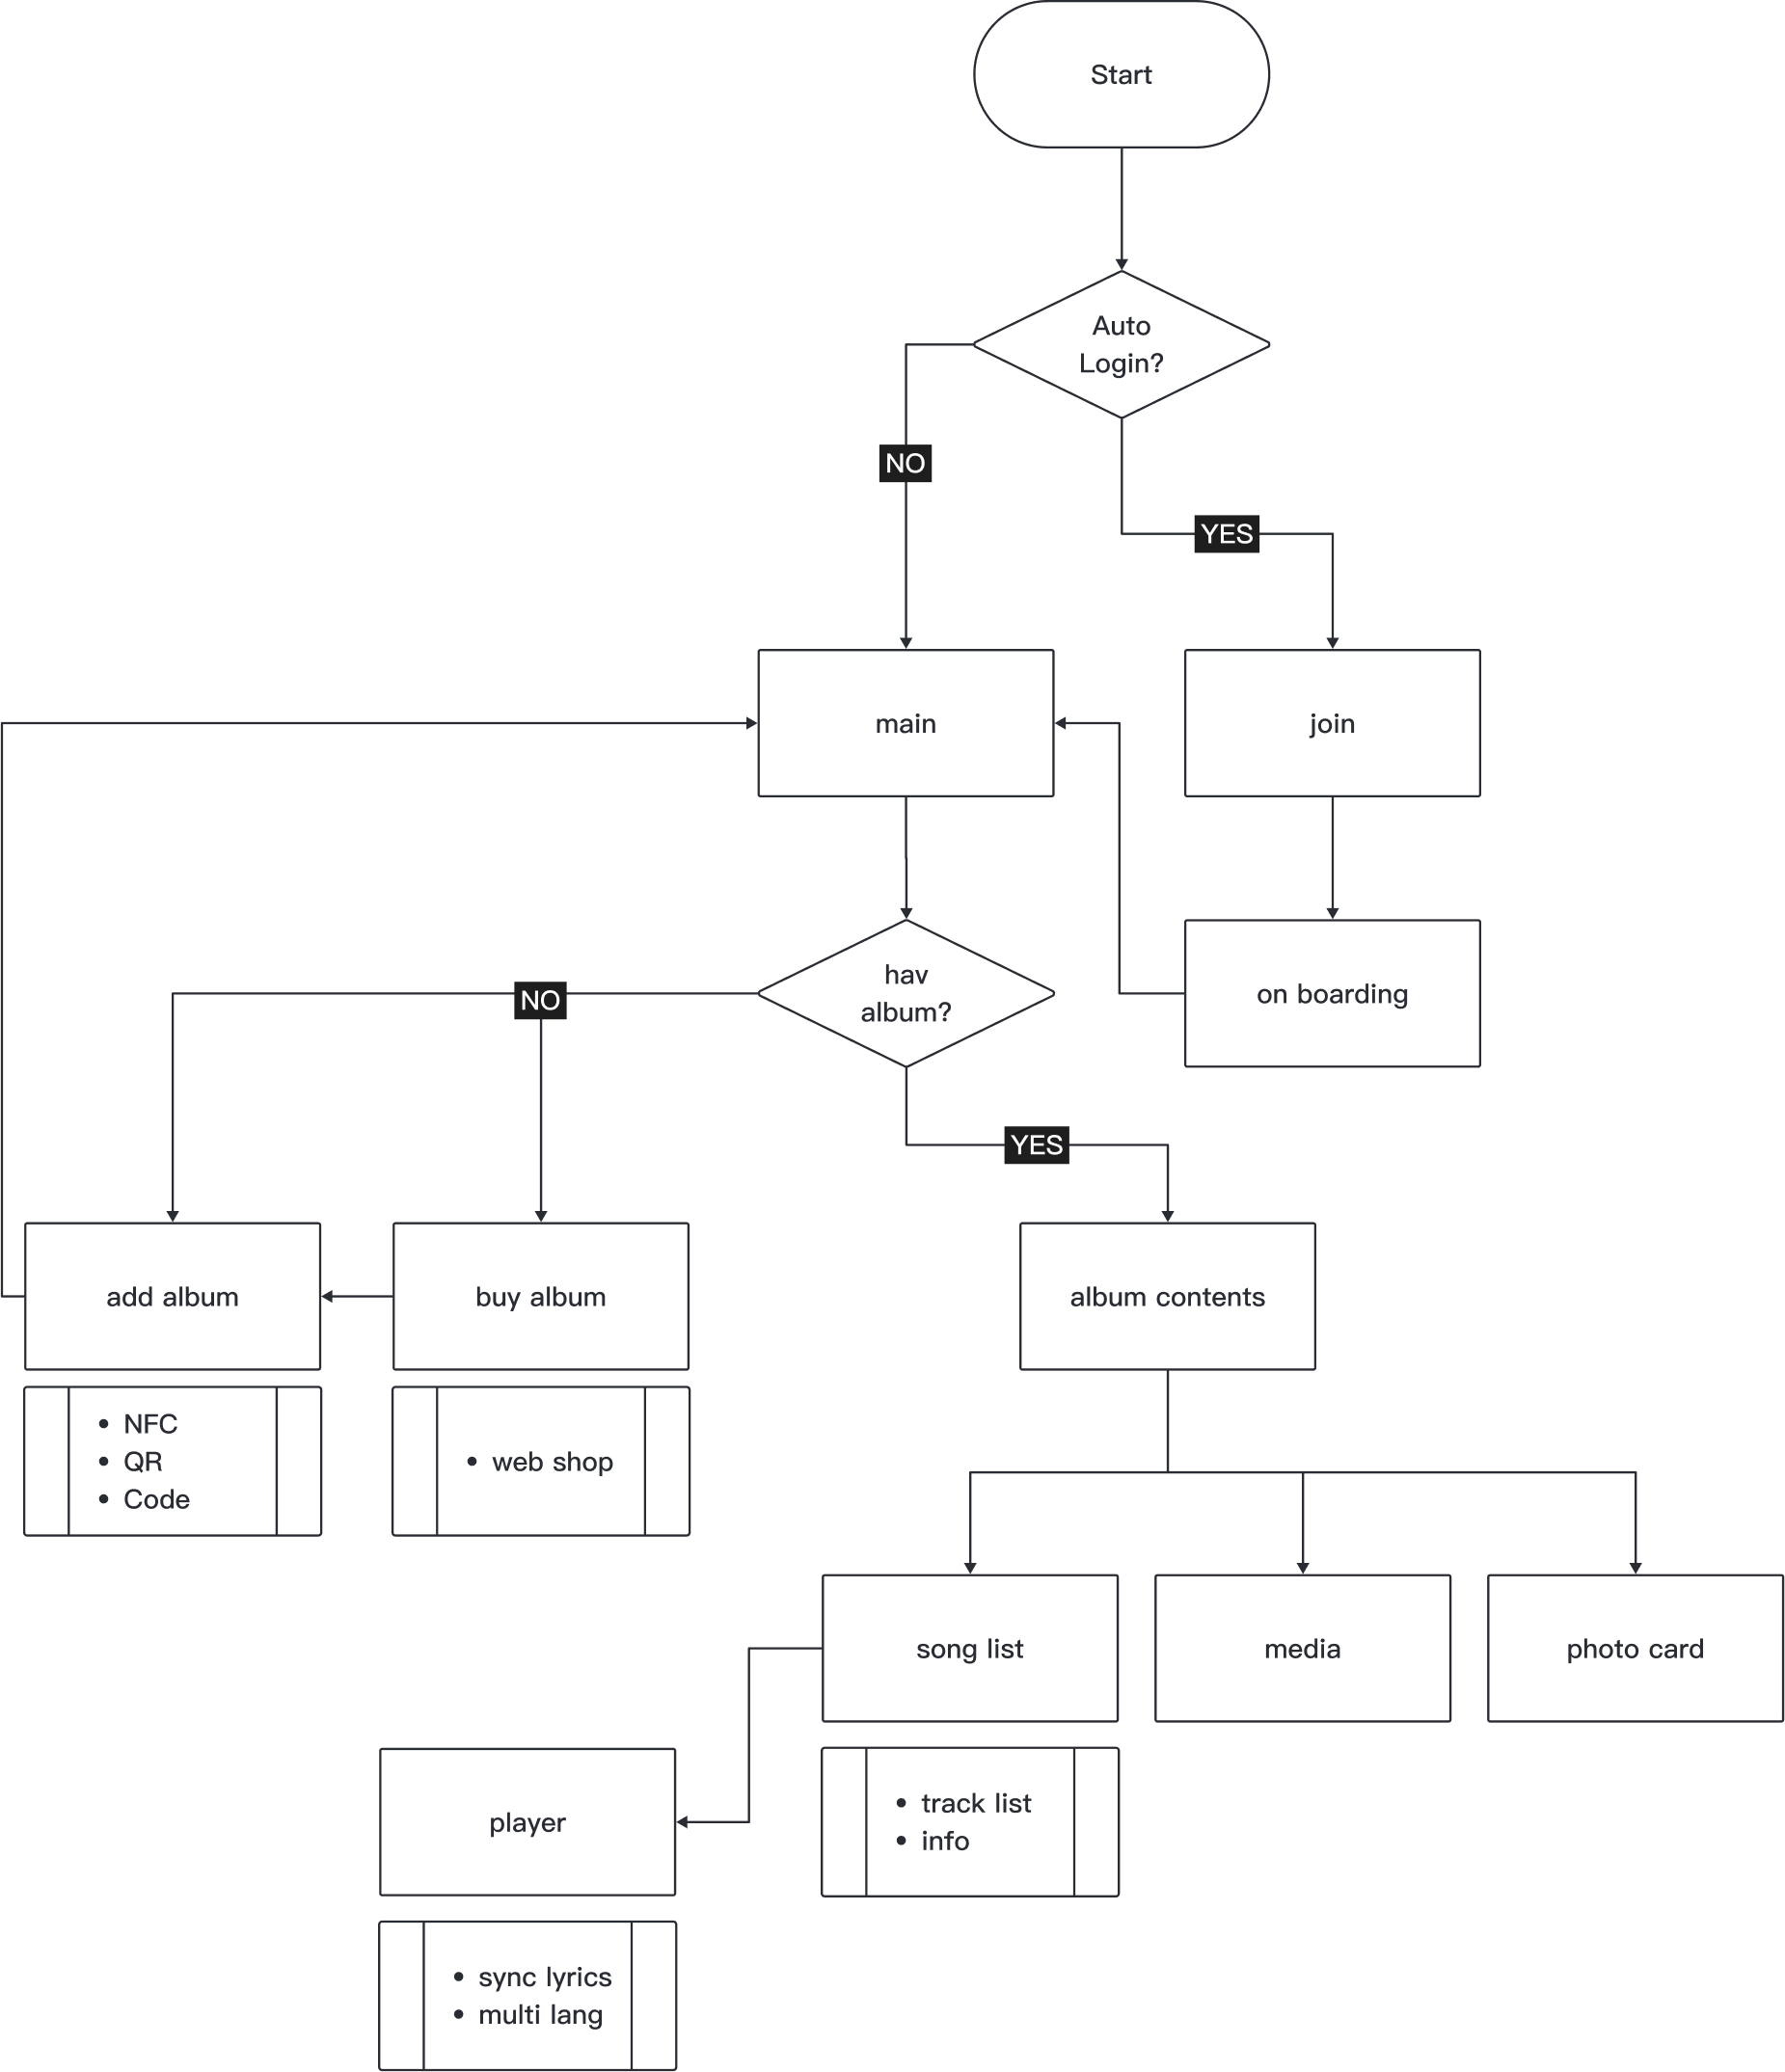 Start
Auto
Login?
NO
YES
main
join
hav
album?
on boarding
NO
YES
add album
buy album
album contents
• NFC
• QR
• Code
• web shop
song list
media
photo card
player
• track list
• info
• sync lyrics
• multi lang